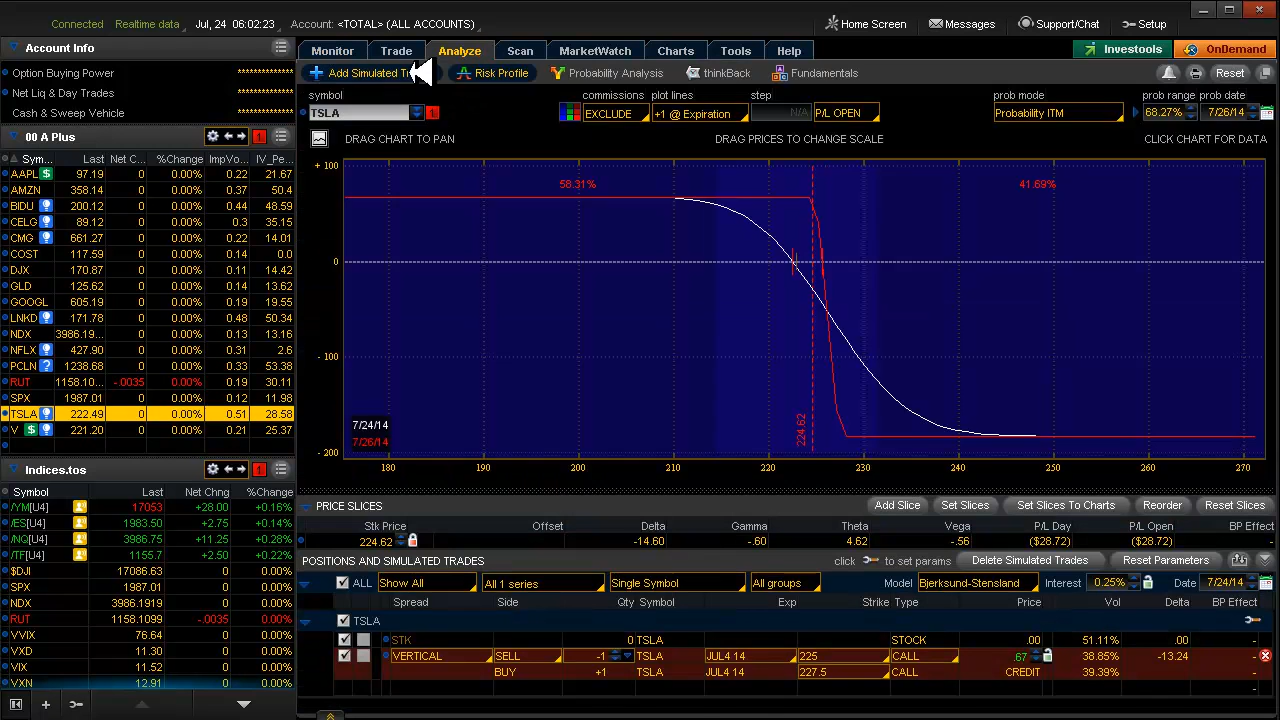 Connected Realtime data Jul, 24 06:02:23 Account: <TOTAL> (ALL ACCOUNTS) Home Screen Messages Support/Chat Setup
Account Info
Option Buying Power ************
Net Liq & Day Trades ************
Cash & Sweep Vehicle ************
00 A Plus 1
Sym... Last Net C... %Change ImpVo... IV_Pe...
AAPL $ 97.19 0 0.00% 0.22 21.67
AMZN 358.14 0 0.00% 0.37 50.4
BIDU 200.12 0 0.00% 0.44 48.59
CELG 89.12 0 0.00% 0.3 35.15
CMG 661.27 0 0.00% 0.22 14.01
COST 117.59 0 0.00% 0.14 0.0
DJX 170.87 0 0.00% 0.11 14.42
GLD 125.62 0 0.00% 0.14 13.62
GOOGL 605.19 0 0.00% 0.19 19.55
LNKD 171.78 0 0.00% 0.48 50.34
NDX 3986.19... 0 0.00% 0.13 13.16
NFLX 427.90 0 0.00% 0.31 2.6
PCLN ? 1238.68 0 0.00% 0.33 53.38
RUT 1158.10... -.0035 0.00% 0.19 30.11
SPX 1987.01 0 0.00% 0.12 11.98
TSLA 222.49 0 0.00% 0.51 28.58
V $ 221.20 0 0.00% 0.21 25.37
Indices.tos 1
Symbol Last Net Chng %Change
/YM[U4] 17053 +28.00 +0.16%
/ES[U4] 1983.50 +2.75 +0.14%
/NQ[U4] 3986.75 +11.25 +0.28%
/TF[U4] 1155.7 +2.50 +0.22%
$DJI 17086.63 0 0.00%
SPX 1987.01 0 0.00%
NDX 3986.1919 0 0.00%
RUT 1158.1099 -.0035 0.00%
VVIX 76.64 0 0.00%
VXD 11.30 0 0.00%
VIX 11.52 0 0.00%
VXN 12.91 0 0.00%
Monitor Trade Analyze Scan MarketWatch Charts Tools Help Investools OnDemand
Add Simulated Risk Profile Probability Analysis thinkBack Fundamentals Reset
symbol commissions plot lines step prob mode prob range prob date
TSLA 1 EXCLUDE +1 @ Expiration N/A P/L OPEN Probability ITM 68.27% 7/26/14
DRAG CHART TO PAN DRAG PRICES TO CHANGE SCALE CLICK CHART FOR DATA
+ 100
58.31% 41.69%
0
- 100
224.62
7/24/14
7/26/14
- 200
180 190 200 210 220 230 240 250 260 270
PRICE SLICES Add Slice Set Slices Set Slices To Charts Reorder Reset Slices
Stk Price Offset Delta Gamma Theta Vega P/L Day P/L Open BP Effect
224.62 -14.60 -.60 4.62 -.56 ($28.72) ($28.72) -
POSITIONS AND SIMULATED TRADES click to set params Delete Simulated Trades Reset Parameters
ALL Show All All 1 series Single Symbol All groups Model Bjerksund-Stensland Interest 0.25% Date 7/24/14
Spread Side Qty Symbol Exp Strike Type Price Vol Delta BP Effect
TSLA
STK 0 TSLA STOCK .00 51.11% .00 -
VERTICAL SELL -1 TSLA JUL4 14 225 CALL .67 38.85% -13.24 -
BUY +1 TSLA JUL4 14 227.5 CALL CREDIT 39.39%